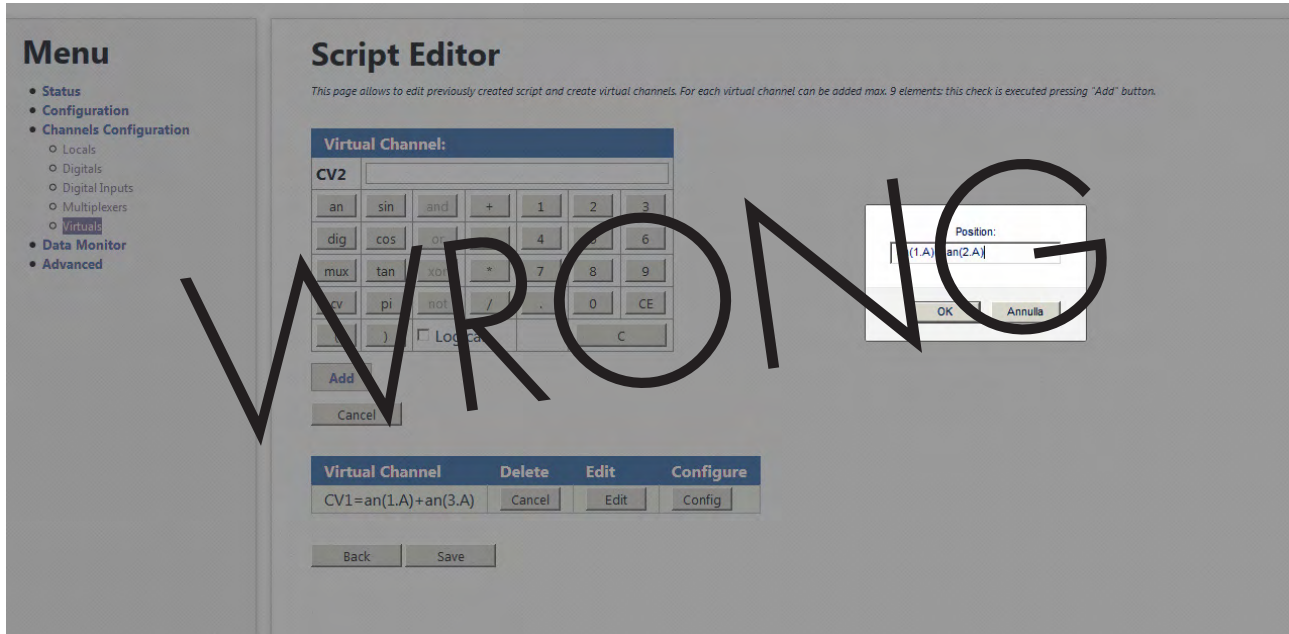 Menu
Status
Configuration
Channels Configuration
Locals
Digitals
Digital Inputs
Multiplexers
Virtuals
Data Monitor
Advanced
Script Editor
This page allows to edit previously created script and create virtual channels. For each virtual channel can be added max. 9 elements: this check is executed pressing "Add" button.
Virtual Channel:
CV2
an sin and + 1 2 3
dig cos or 4 6
mux tan xor * 7 8 9
cv pi not / . 0 CE
) C
Add
Cancel
Position:
(1.A) an(2.A)
OK Annulla
WRONG
Virtual Channel Delete Edit Configure
CV1=an(1.A)+an(3.A) Cancel Edit Config
Back Save